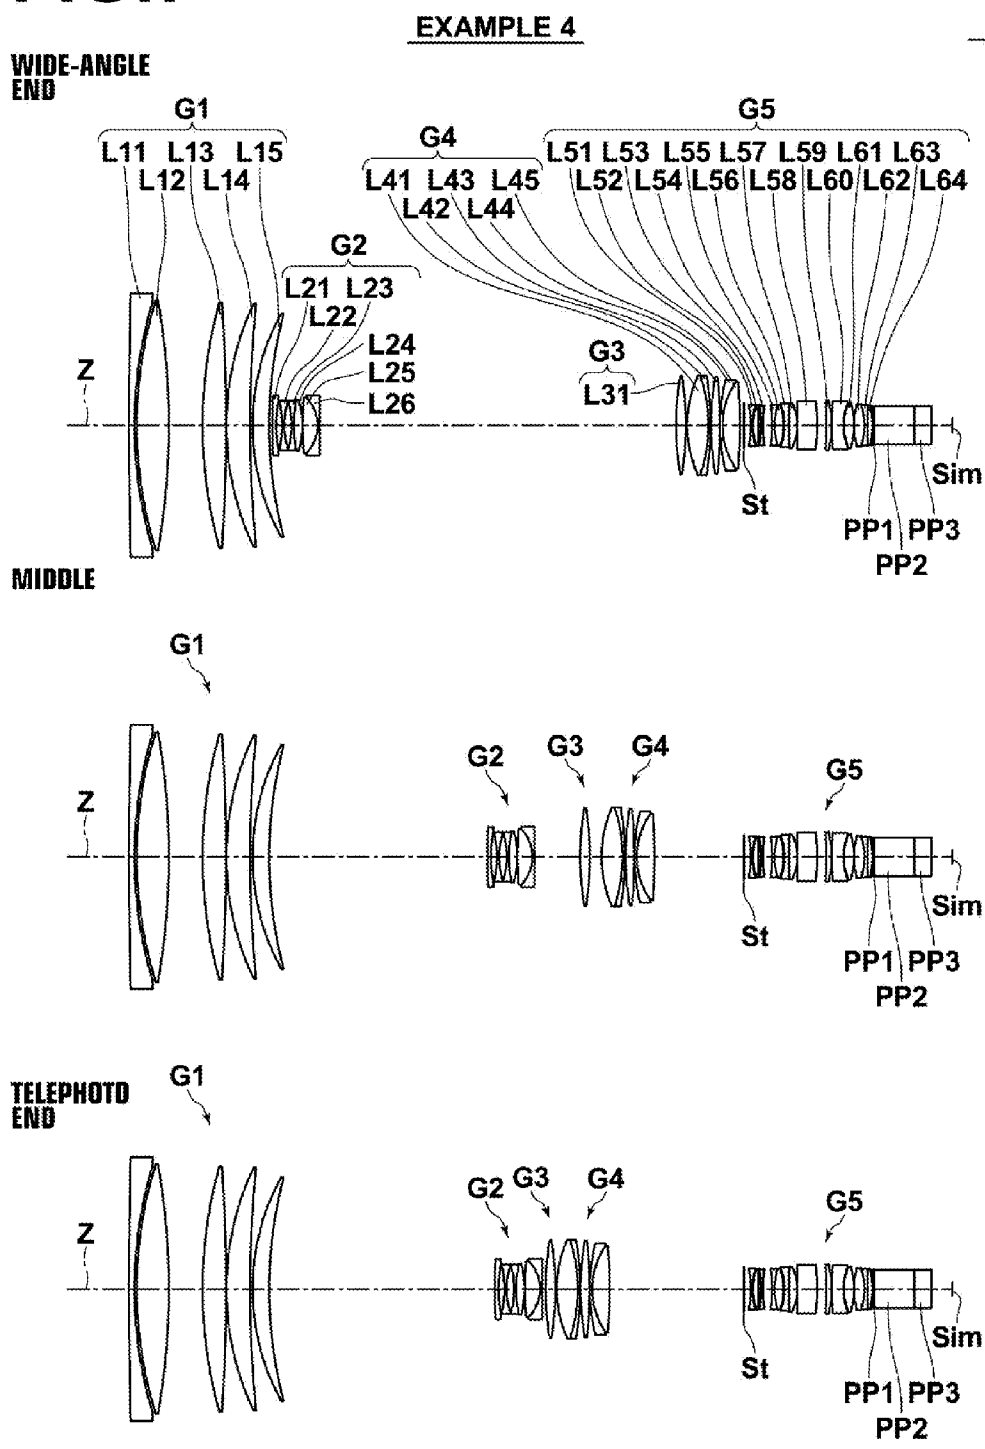 EXAMPLE 4
WIDE-ANGLE
END
G1
G4
G5
L11 L13 L15
L12 L14
L41 L43 L45
L42 L44
L51 L53 L55 L57 L59 L61 L63
L52 L54 L56 L58 L60 L62 L64
G2
L21 L23
L22
L24
L25
L26
G3
L31
Z
Sim
St
PP1 PP3
PP2
MIDDLE
G1
G2 G3 G4
G5
Z
Sim
St
PP1 PP3
PP2
TELEPHOTO
END
G1
G2 G3 G4
G5
Z
Sim
St
PP1 PP3
PP2